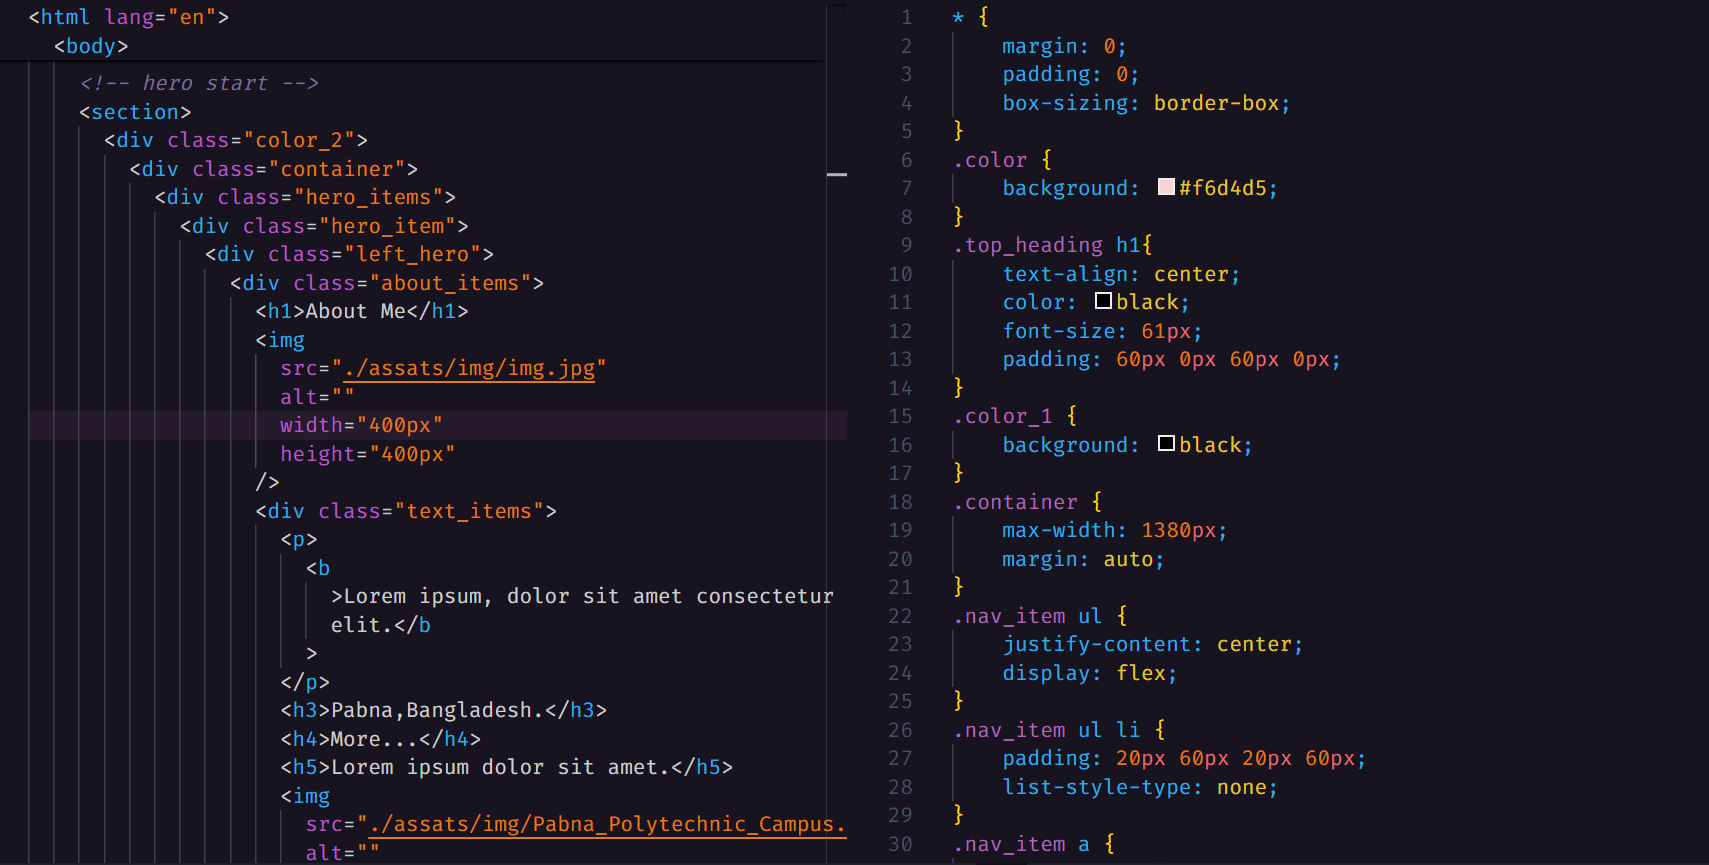 <html lang="en">
<body>
<!-- hero start -->
<section>
<div class="color_2">
<div class="container">
<div class="hero_items">
<div class="hero_item">
<div class="left_hero">
<div class="about_items">
<h1>About Me</h1>
<img
src="./assats/img/img.jpg"
alt=""
width="400px"
height="400px"
/>
<div class="text_items">
<p>
<b
>Lorem ipsum, dolor sit amet consectetur
elit.</b
>
</p>
<h3>Pabna,Bangladesh.</h3>
<h4>More...</h4>
<h5>Lorem ipsum dolor sit amet.</h5>
<img
src="./assats/img/Pabna_Polytechnic_Campus.
alt=""
1 * {
2 margin: 0;
3 padding: 0;
4 box-sizing: border-box;
5 }
6 .color {
7 background: #f6d4d5;
8 }
9 .top_heading h1{
10 text-align: center;
11 color: black;
12 font-size: 61px;
13 padding: 60px 0px 60px 0px;
14 }
15 .color_1 {
16 background: black;
17 }
18 .container {
19 max-width: 1380px;
20 margin: auto;
21 }
22 .nav_item ul {
23 justify-content: center;
24 display: flex;
25 }
26 .nav_item ul li {
27 padding: 20px 60px 20px 60px;
28 list-style-type: none;
29 }
30 .nav_item a {